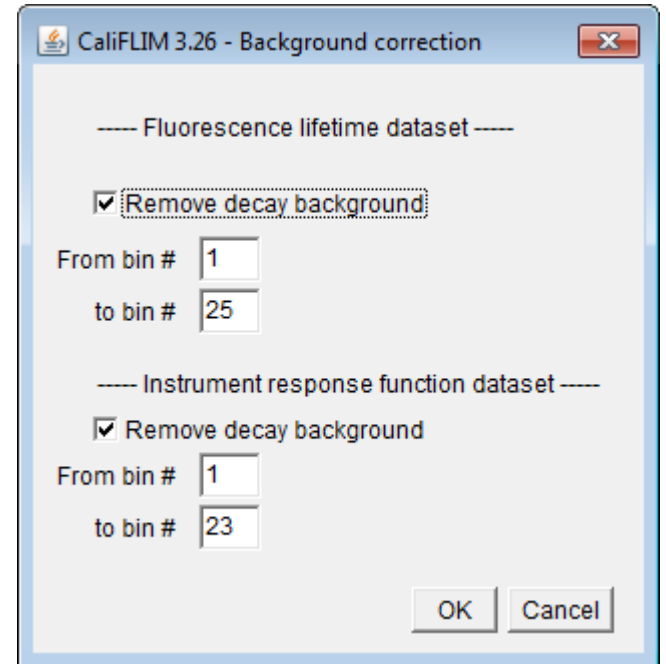 CaliFLIM 3.26 - Background correction
----- Fluorescence lifetime dataset -----
Remove decay background
From bin # 1
to bin # 25
----- Instrument response function dataset -----
Remove decay background
From bin # 1
to bin # 23
OK Cancel